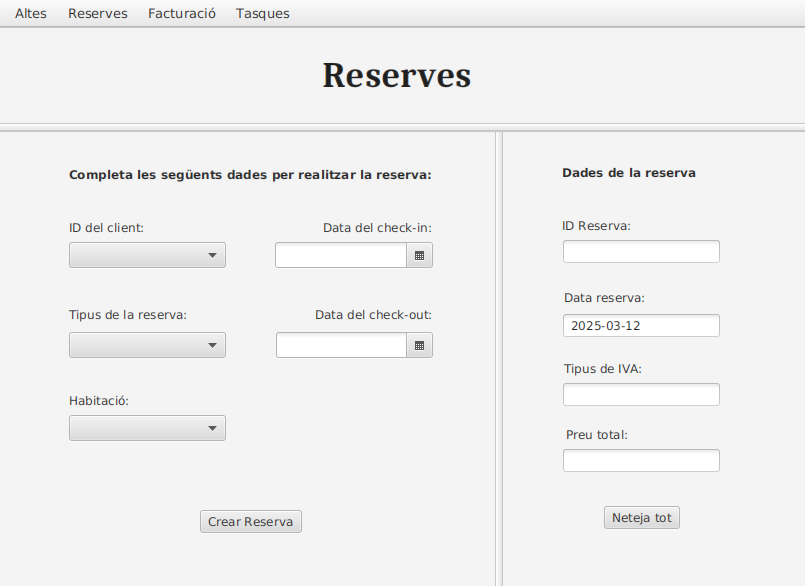 Altes Reserves Facturació Tasques
Reserves
Completa les següents dades per realitzar la reserva:
ID del client:
Data del check-in:
Tipus de la reserva:
Data del check-out:
Habitació:
Crear Reserva
Dades de la reserva
ID Reserva:
Data reserva:
2025-03-12
Tipus de IVA:
Preu total:
Neteja tot